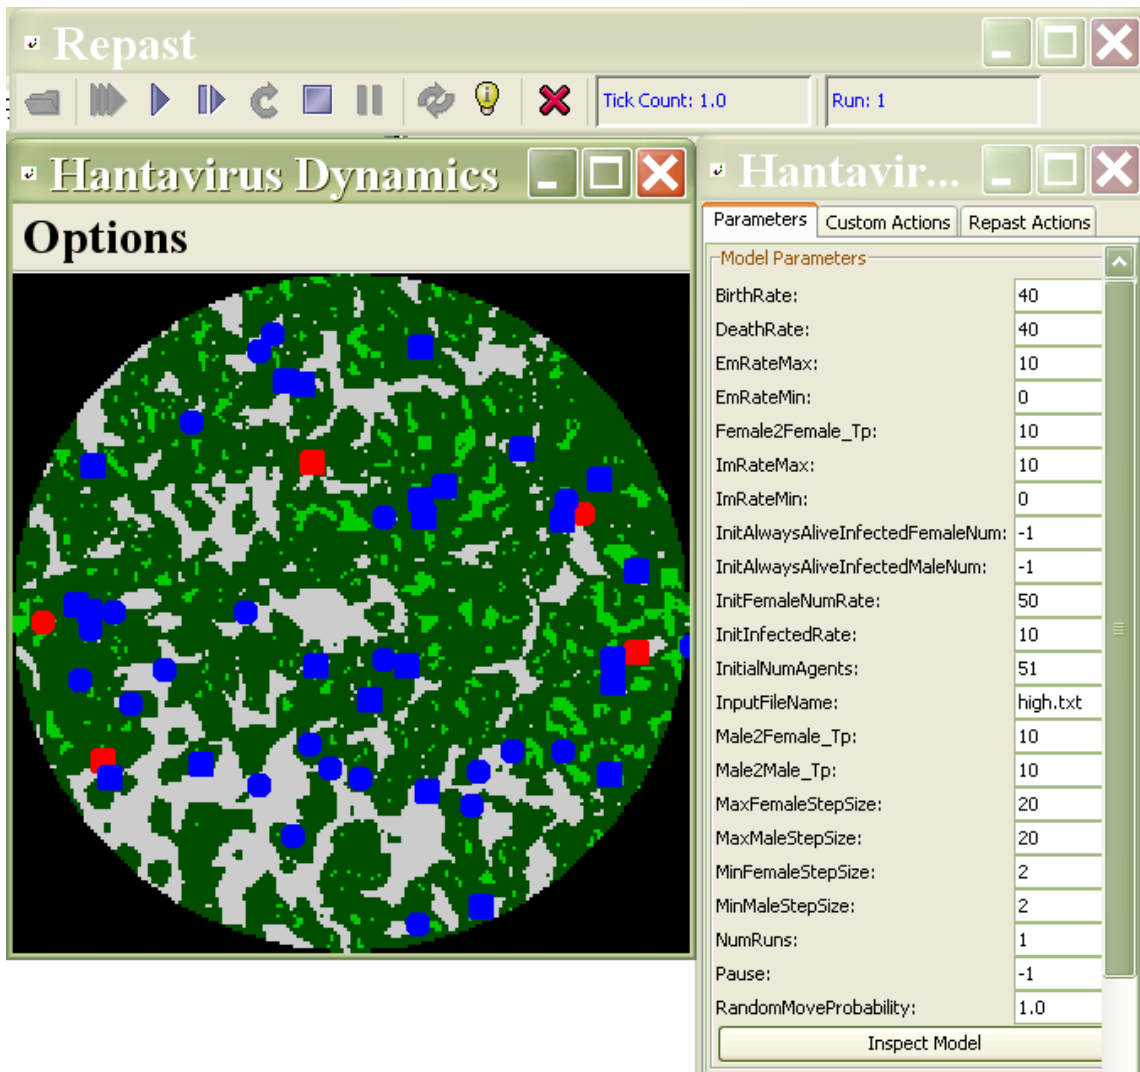 Repast
Tick Count: 1.0
Run: 1
Hantavirus Dynamics
Options
Hantavir...
Parameters Custom Actions Repast Actions
Model Parameters
BirthRate: 40
DeathRate: 40
EmRateMax: 10
EmRateMin: 0
Female2Female_Tp: 10
ImRateMax: 10
ImRateMin: 0
InitAlwaysAliveInfectedFemaleNum: -1
InitAlwaysAliveInfectedMaleNum: -1
InitFemaleNumRate: 50
InitInfectedRate: 10
InitialNumAgents: 51
InputFileName: high.txt
Male2Female_Tp: 10
Male2Male_Tp: 10
MaxFemaleStepSize: 20
MaxMaleStepSize: 20
MinFemaleStepSize: 2
MinMaleStepSize: 2
NumRuns: 1
Pause: -1
RandomMoveProbability: 1.0
Inspect Model